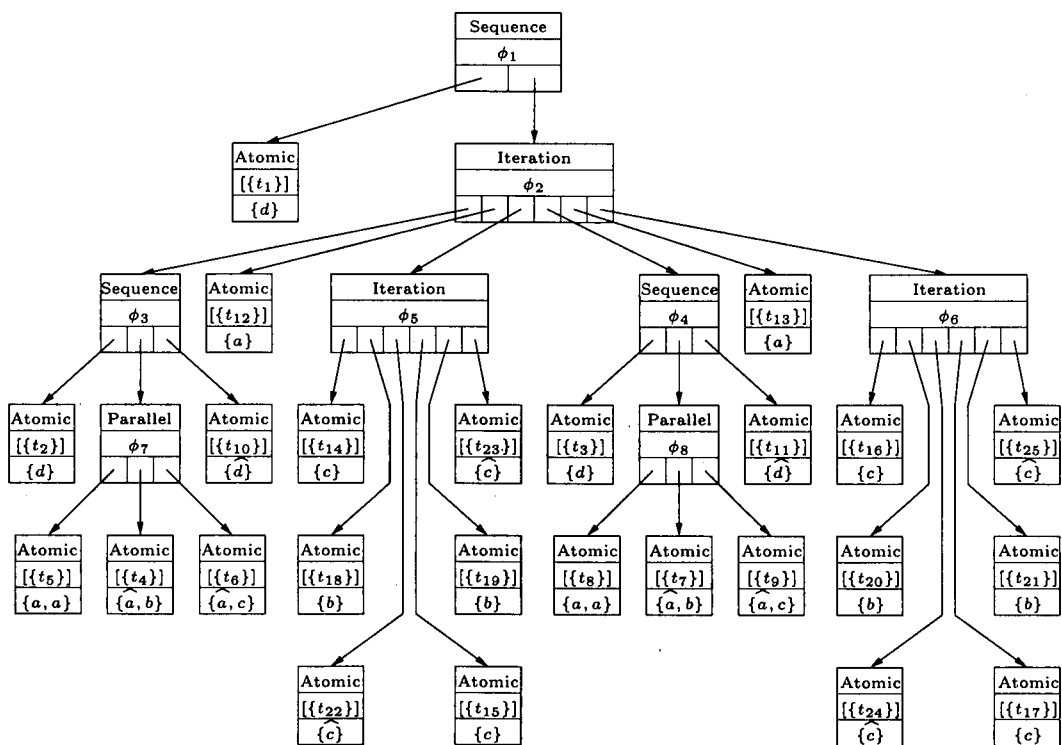 Sequence
ϕ₁
Atomic
[{t₁}]
{d}
Iteration
ϕ₂
Sequence
ϕ₃
Atomic
[{t₁₂}]
{a}
Iteration
ϕ₅
Sequence
ϕ₄
Atomic
[{t₁₃}]
{a}
Iteration
ϕ₆
Atomic
[{t₂}]
{d}
Parallel
ϕ₇
Atomic
[{t₁₀}]
{d̂}
Atomic
[{t₁₄}]
{c}
Atomic
[{t₂₃}]
{ĉ}
Atomic
[{t₃}]
{d}
Parallel
ϕ₈
Atomic
[{t₁₁}]
{d̂}
Atomic
[{t₁₆}]
{c}
Atomic
[{t₂₅}]
{ĉ}
Atomic
[{t₅}]
{a, a}
Atomic
[{t₄}]
{â, b}
Atomic
[{t₆}]
{â, c}
Atomic
[{t₁₈}]
{b}
Atomic
[{t₁₉}]
{b}
Atomic
[{t₈}]
{a, a}
Atomic
[{t₇}]
{â, b}
Atomic
[{t₉}]
{â, c}
Atomic
[{t₂₀}]
{b}
Atomic
[{t₂₁}]
{b}
Atomic
[{t₂₂}]
{ĉ}
Atomic
[{t₁₅}]
{c}
Atomic
[{t₂₄}]
{ĉ}
Atomic
[{t₁₇}]
{c}